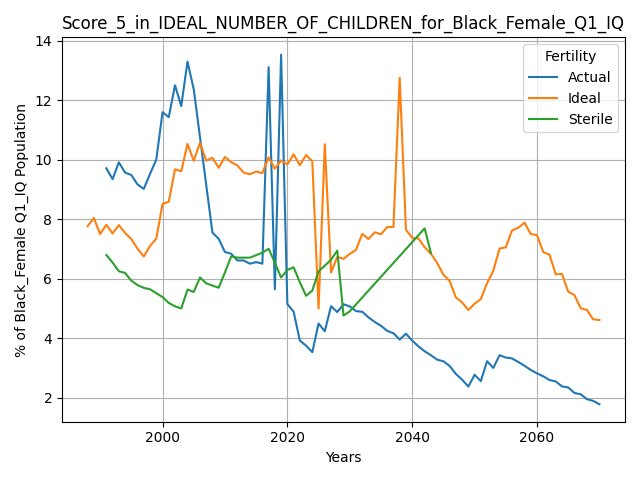 Score_5_in_IDEAL_NUMBER_OF_CHILDREN_for_Black_Female_Q1_IQ
% of Black_Female Q1_IQ Population
14
12
10
8
6
4
2
Fertility
Actual
Ideal
Sterile
2000
2020
2040
2060
Years